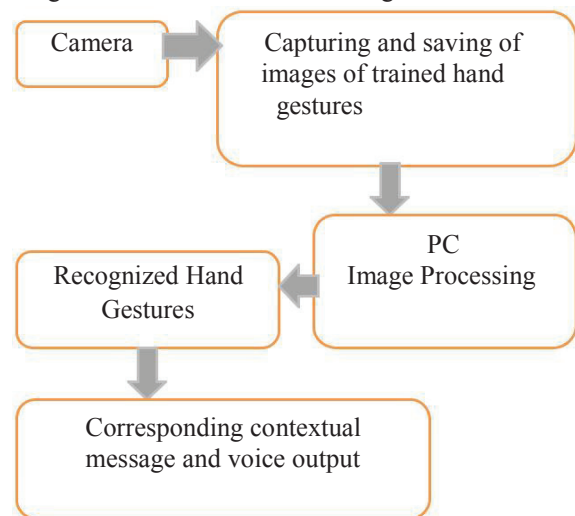 Camera
Capturing and saving of
images of trained hand
gestures
PC
Image Processing
Recognized Hand
Gestures
Corresponding contextual
message and voice output